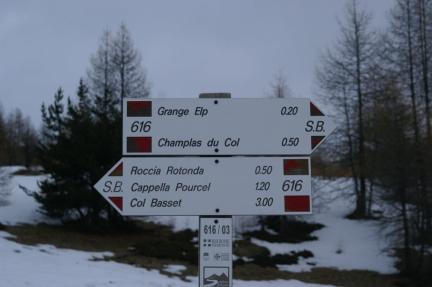 Grange Elp 0.20
616 S.B.
Champlas du Col 0.50
Roccia Rotonda 0.50
S.B. Cappella Pourcel 1.20 616
Col Basset 3.00
616 / 03